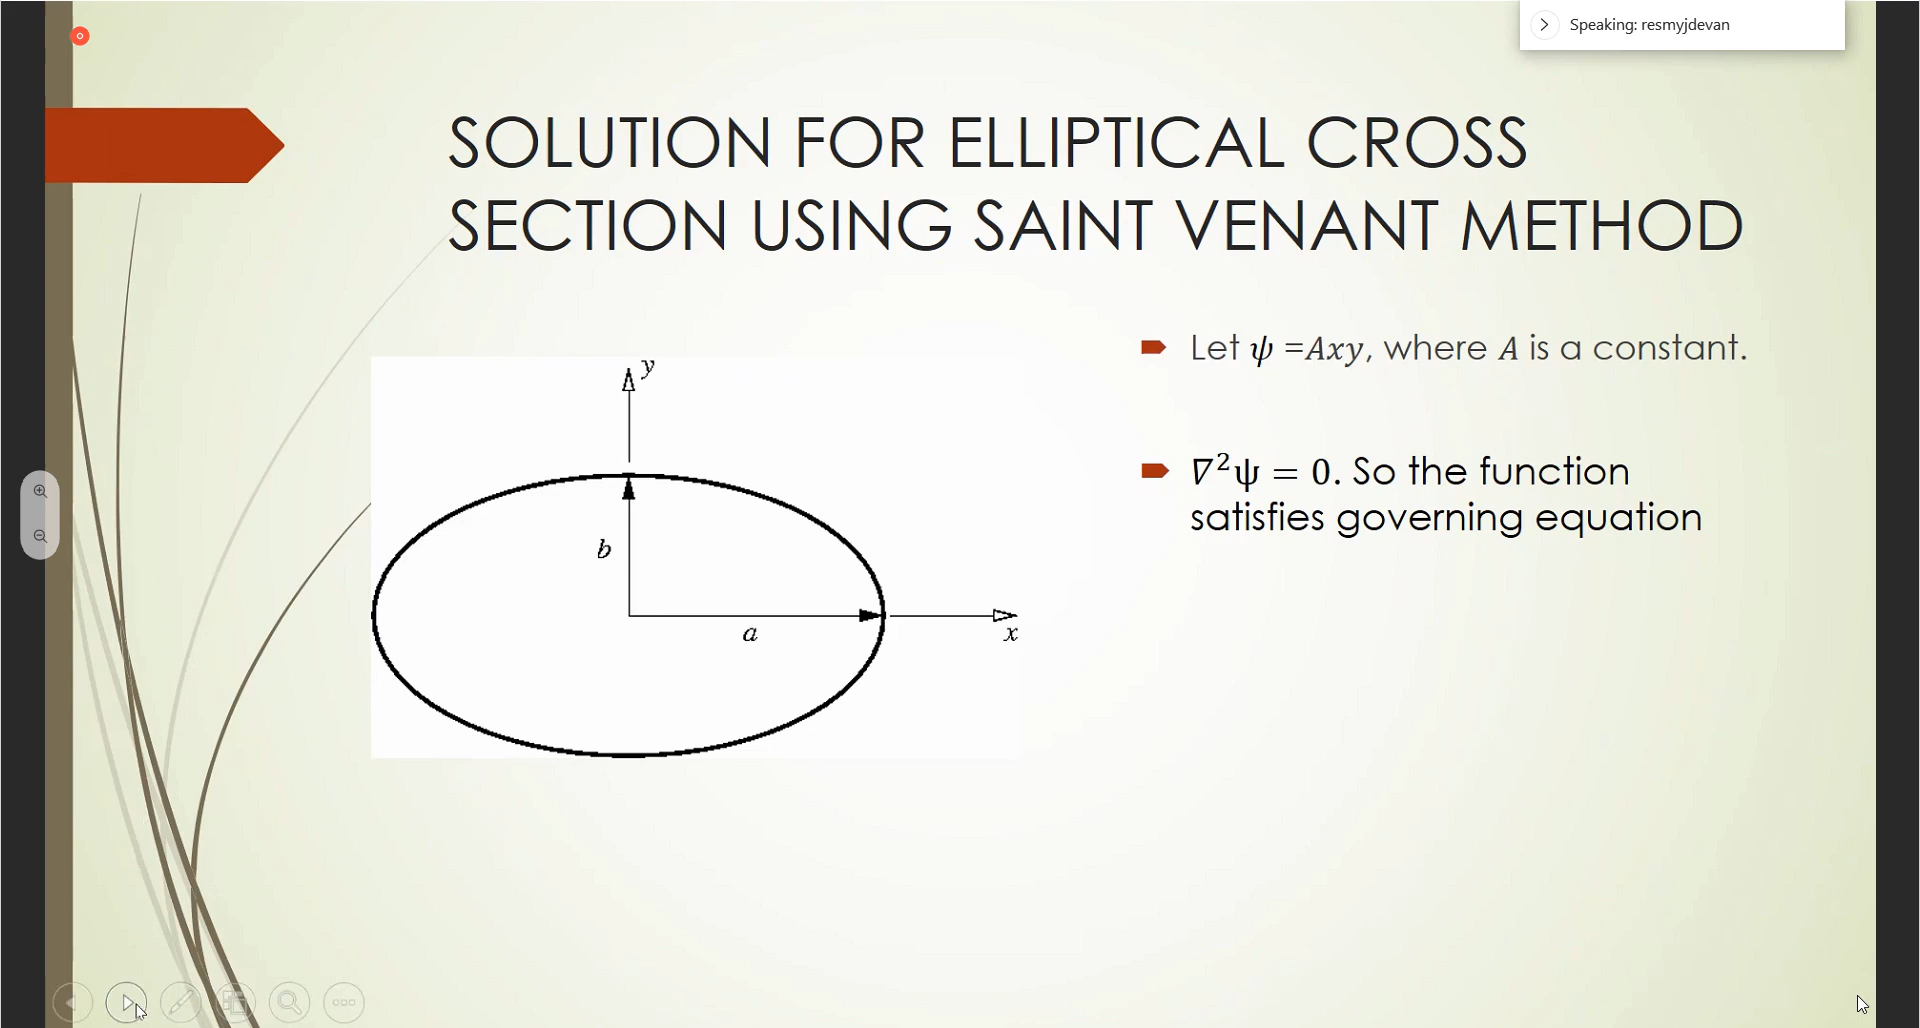 Speaking: resmyjdevan
SOLUTION FOR ELLIPTICAL CROSS
SECTION USING SAINT VENANT METHOD
Let ψ =Axy, where A is a constant.
∇²ψ = 0. So the function
satisfies governing equation
y
b
a
x